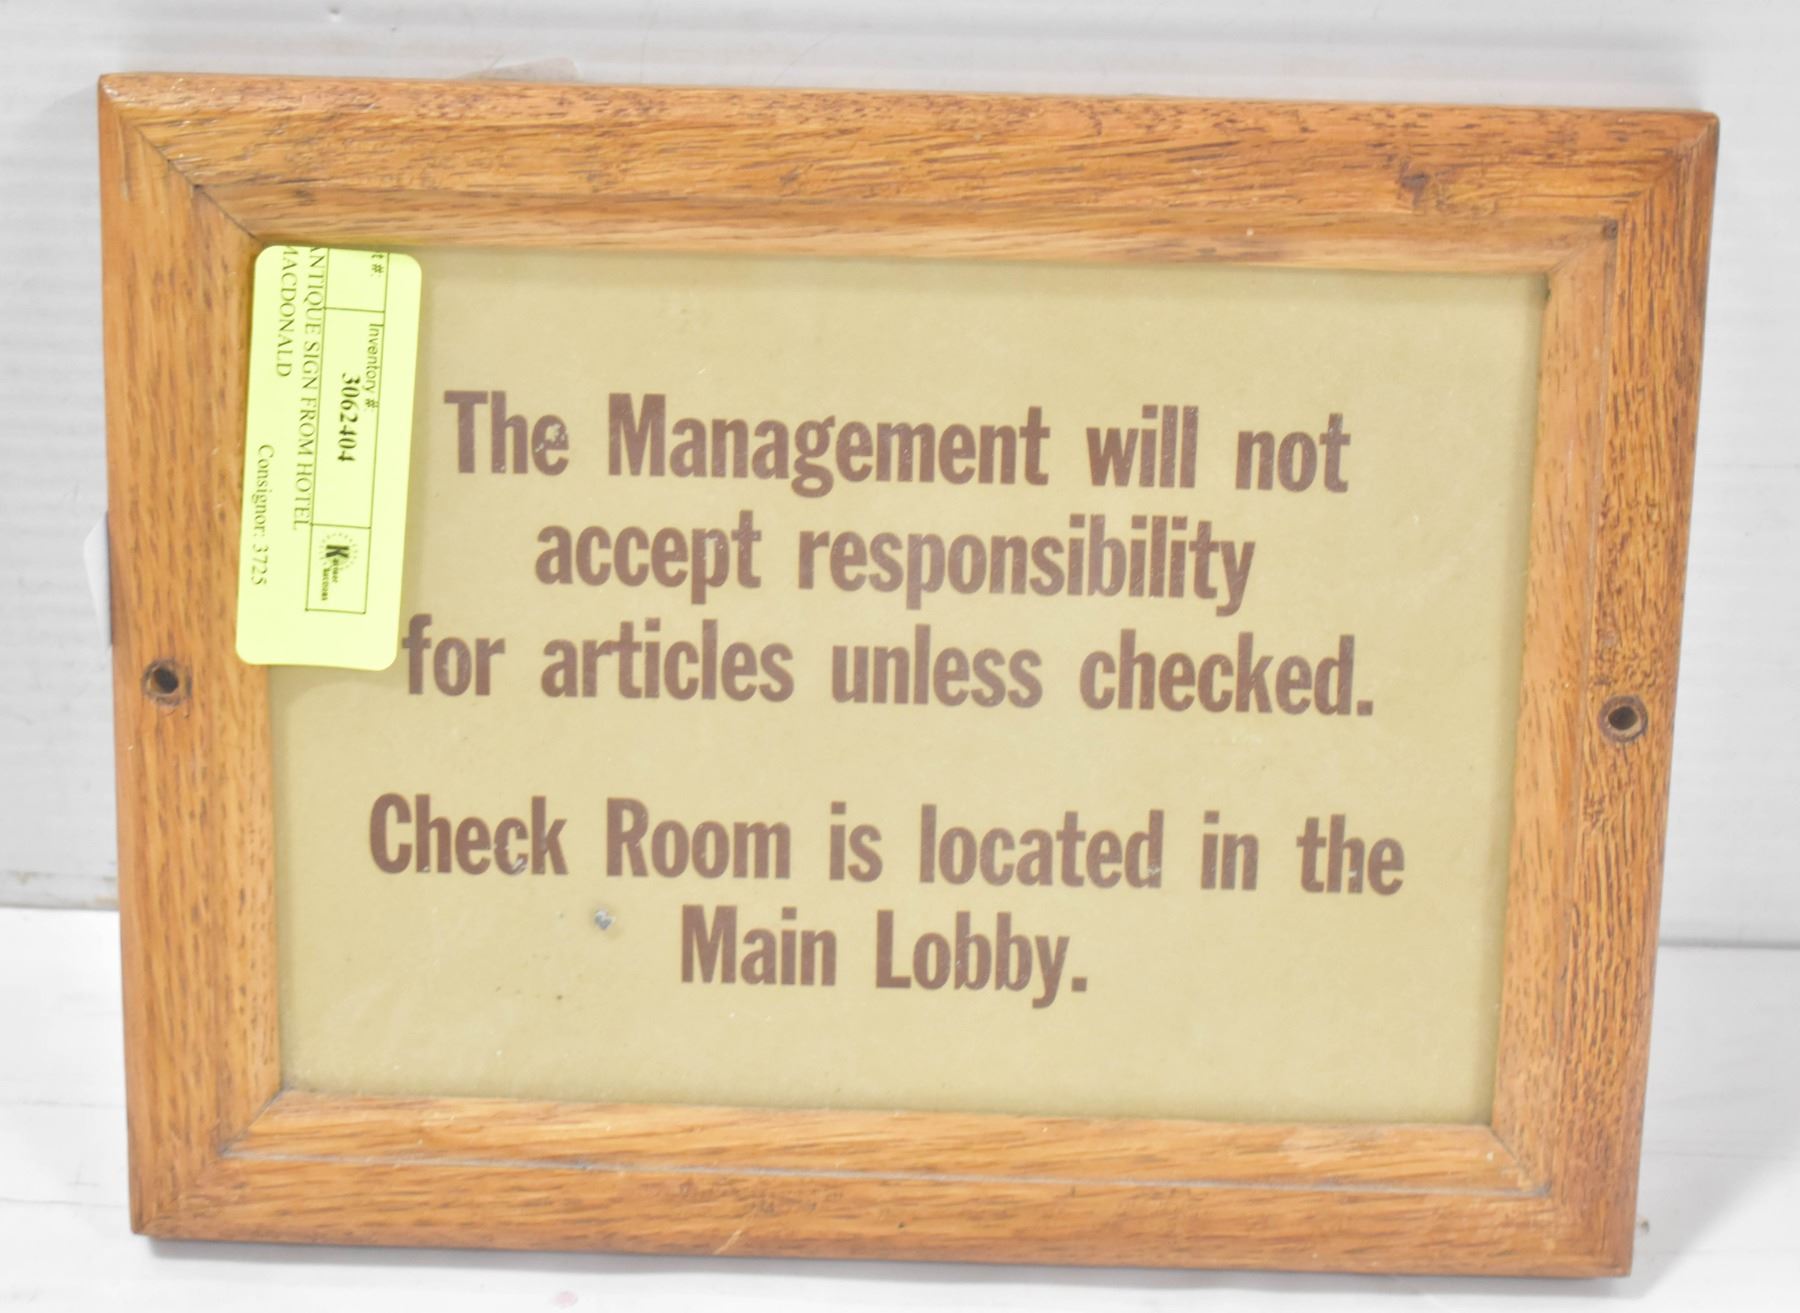 The Management will not
accept responsibility
for articles unless checked.
Check Room is located in the
Main Lobby.
t #:
Inventory #:
3062404
ANTIQUE SIGN FROM HOTEL
MACDONALD
Consignor: 3725